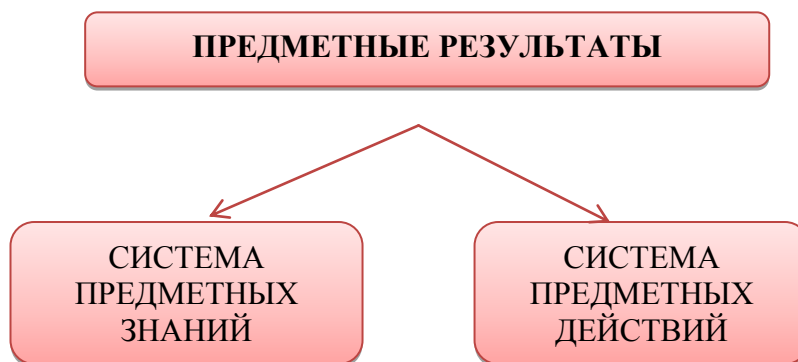 ПРЕДМЕТНЫЕ РЕЗУЛЬТАТЫ
СИСТЕМА
ПРЕДМЕТНЫХ
ЗНАНИЙ
СИСТЕМА
ПРЕДМЕТНЫХ
ДЕЙСТВИЙ